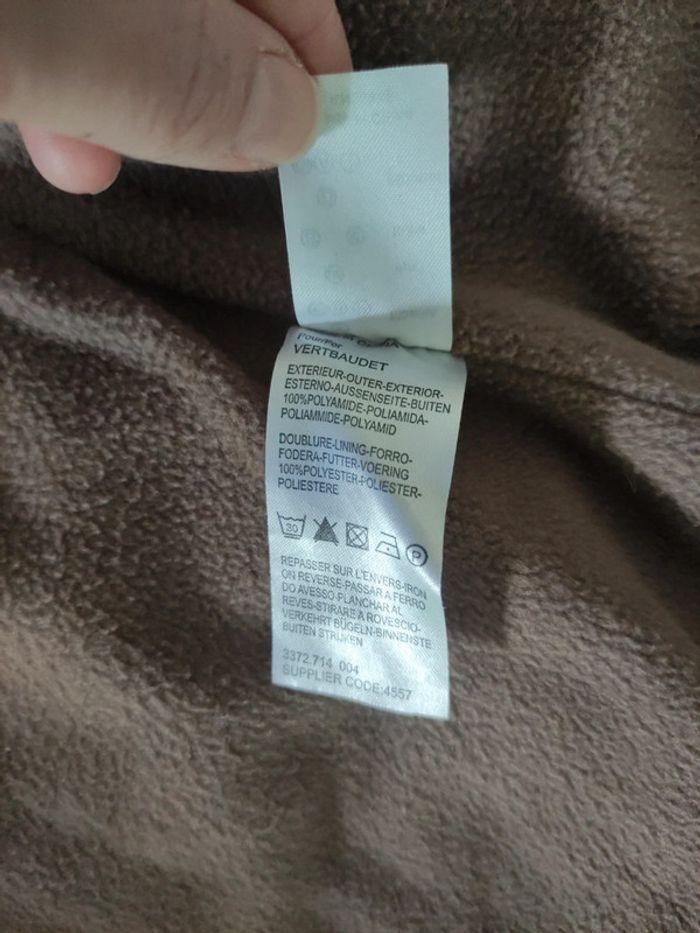 Pour/For
VERTBAUDET
EXTERIEUR-OUTER-EXTERIOR-
ESTERNO-AUSSENSEITE-BUITEN
100%POLYAMIDE-POLIAMIDA-
POLIAMMIDE-POLYAMID
DOUBLURE-LINING-FORRO-
FODERA-FUTTER-VOERING
100%POLYESTER-POLIESTER-
POLIESTERE
30 P
REPASSER SUR L'ENVERS-IRON
ON REVERSE-PASSAR A FERRO
DO AVESSO-PLANCHAR AL
REVES-STIRARE A ROVESCIO-
VERKEHRT BÜGELN-BINNENSTE
BUITEN STRIJKEN
3372.714 004
SUPPLIER CODE:4557